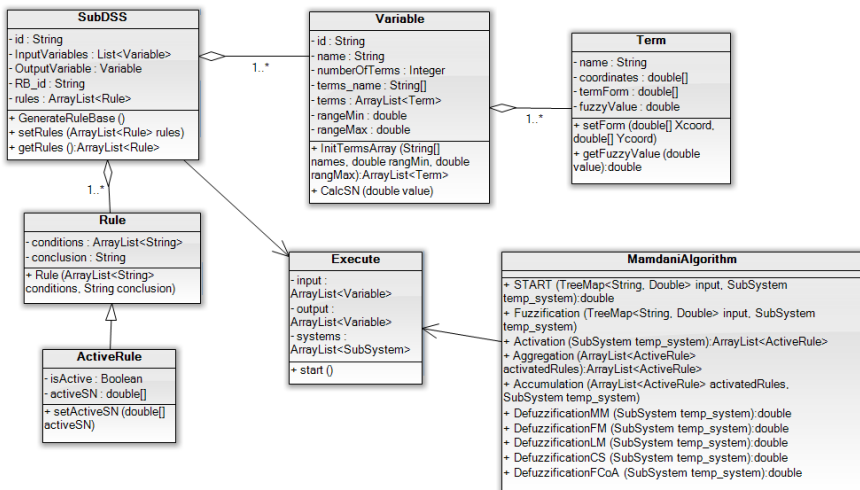 SubDSS
- id : String
- InputVariables : List<Variable>
- OutputVariable : Variable
- RB_id : String
- rules : ArrayList<Rule>
+ GenerateRuleBase ()
+ setRules (ArrayList<Rule> rules)
+ getRules ():ArrayList<Rule>
1..*
Variable
- id : String
- name : String
- numberOfTerms : Integer
- terms_name : String[]
- terms : ArrayList<Term>
- rangeMin : double
- rangeMax : double
+ InitTermsArray (String[]
names, double rangMin, double
rangMax):ArrayList<Term>
+ CalcSN (double value)
1..*
Term
- name : String
- coordinates : double[]
- termForm : double[]
- fuzzyValue : double
+ setForm (double[] Xcoord,
double[] Ycoord)
+ getFuzzyValue (double
value):double
1..*
Rule
- conditions : ArrayList<String>
- conclusion : String
+ Rule (ArrayList<String>
conditions, String conclusion)
Execute
- input :
ArrayList<Variable>
- output :
ArrayList<Variable>
- systems :
ArrayList<SubSystem>
+ start ()
MamdaniAlgorithm
+ START (TreeMap<String, Double> input, SubSystem
temp_system):double
+ Fuzzification (TreeMap<String, Double> input, SubSystem
temp_system)
+ Activation (SubSystem temp_system):ArrayList<ActiveRule>
+ Aggregation (ArrayList<ActiveRule>
activatedRules):ArrayList<ActiveRule>
+ Accumulation (ArrayList<ActiveRule> activatedRules,
SubSystem temp_system)
+ DefuzzificationMM (SubSystem temp_system):double
+ DefuzzificationFM (SubSystem temp_system):double
+ DefuzzificationLM (SubSystem temp_system):double
+ DefuzzificationCS (SubSystem temp_system):double
+ DefuzzificationFCoA (SubSystem temp_system):double
ActiveRule
- isActive : Boolean
- activeSN : double[]
+ setActiveSN (double[]
activeSN)